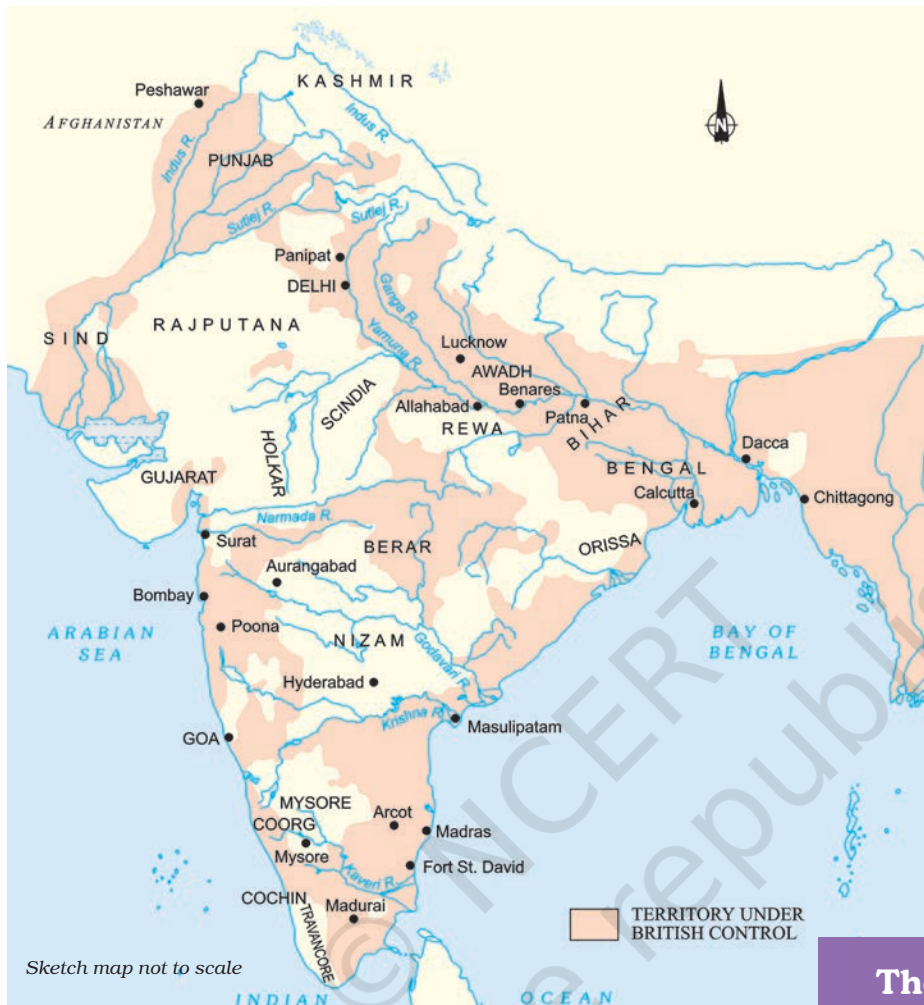 KASHMIR
Peshawar
AFGHANISTAN
Indus R.
Indus R.
N
PUNJAB
Sutlej R.
Sutlej R.
Panipat
DELHI
Ganga R.
RAJPUTANA
SIND
Yamuna R.
Lucknow
AWADH
Benares
SCINDIA
Allahabad
Patna
REWA
BIHAR
HOLKAR
Dacca
BENGAL
GUJARAT
Calcutta
Chittagong
Narmada R.
Surat
BERAR
ORISSA
Aurangabad
Bombay
ARABIAN
SEA
Poona
BAY OF
BENGAL
NIZAM
Godavari R.
Hyderabad
Krishna R.
Masulipatam
GOA
MYSORE
Arcot
COORG
Madras
Mysore
Fort St. David
Kaveri R.
COCHIN
Madurai
TRAVANCORE
TERRITORY UNDER
BRITISH CONTROL
Sketch map not to scale
Th
INDIAN OCEAN
© NCERT
e republis